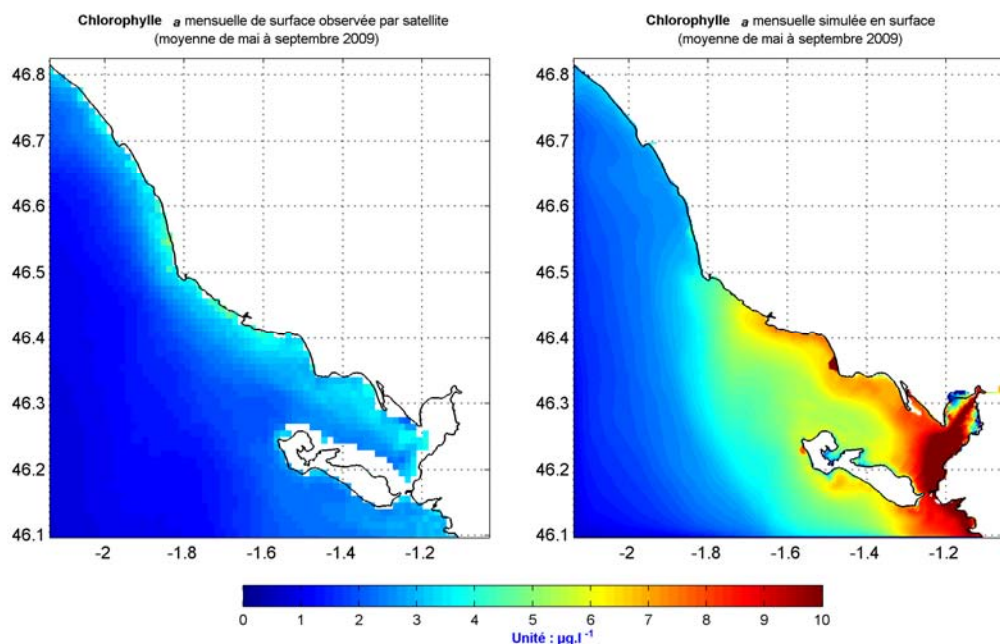 Chlorophylle a mensuelle de surface observée par satellite
(moyenne de mai à septembre 2009)
46.8
46.7
46.6
46.5
46.4
46.3
46.2
46.1
-2 -1.8 -1.6 -1.4 -1.2
Chlorophylle a mensuelle simulée en surface
(moyenne de mai à septembre 2009)
46.8
46.7
46.6
46.5
46.4
46.3
46.2
46.1
-2 -1.8 -1.6 -1.4 -1.2
0 1 2 3 4 5 6 7 8 9 10
Unité : µg.l⁻¹